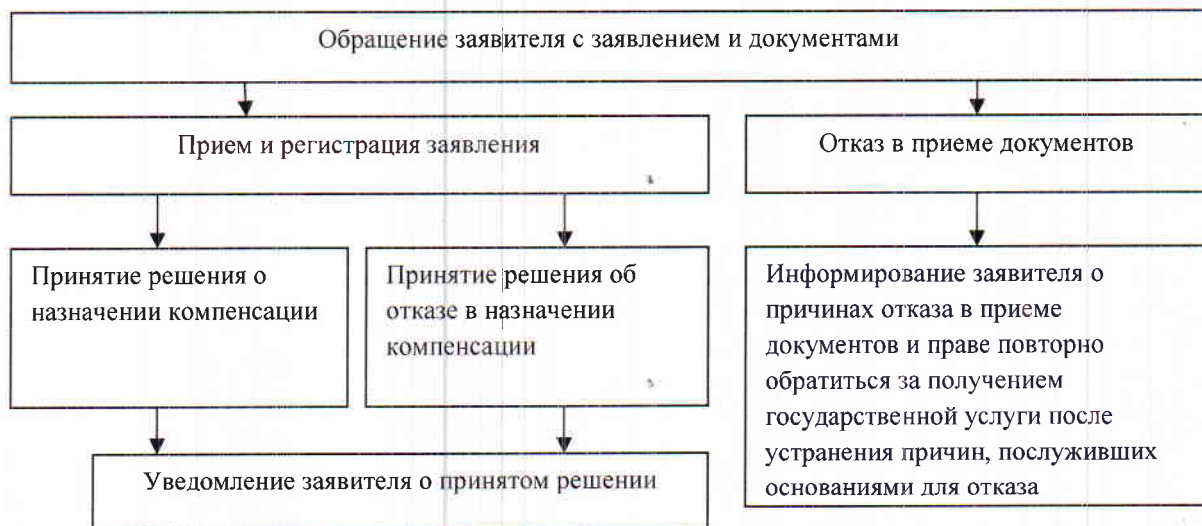 Обращение заявителя с заявлением и документами
Прием и регистрация заявления
Отказ в приеме документов
Принятие решения о
назначении компенсации
Принятие решения об
отказе в назначении
компенсации
Информирование заявителя о
причинах отказа в приеме
документов и праве повторно
обратиться за получением
государственной услуги после
устранения причин, послуживших
основаниями для отказа
Уведомление заявителя о принятом решении